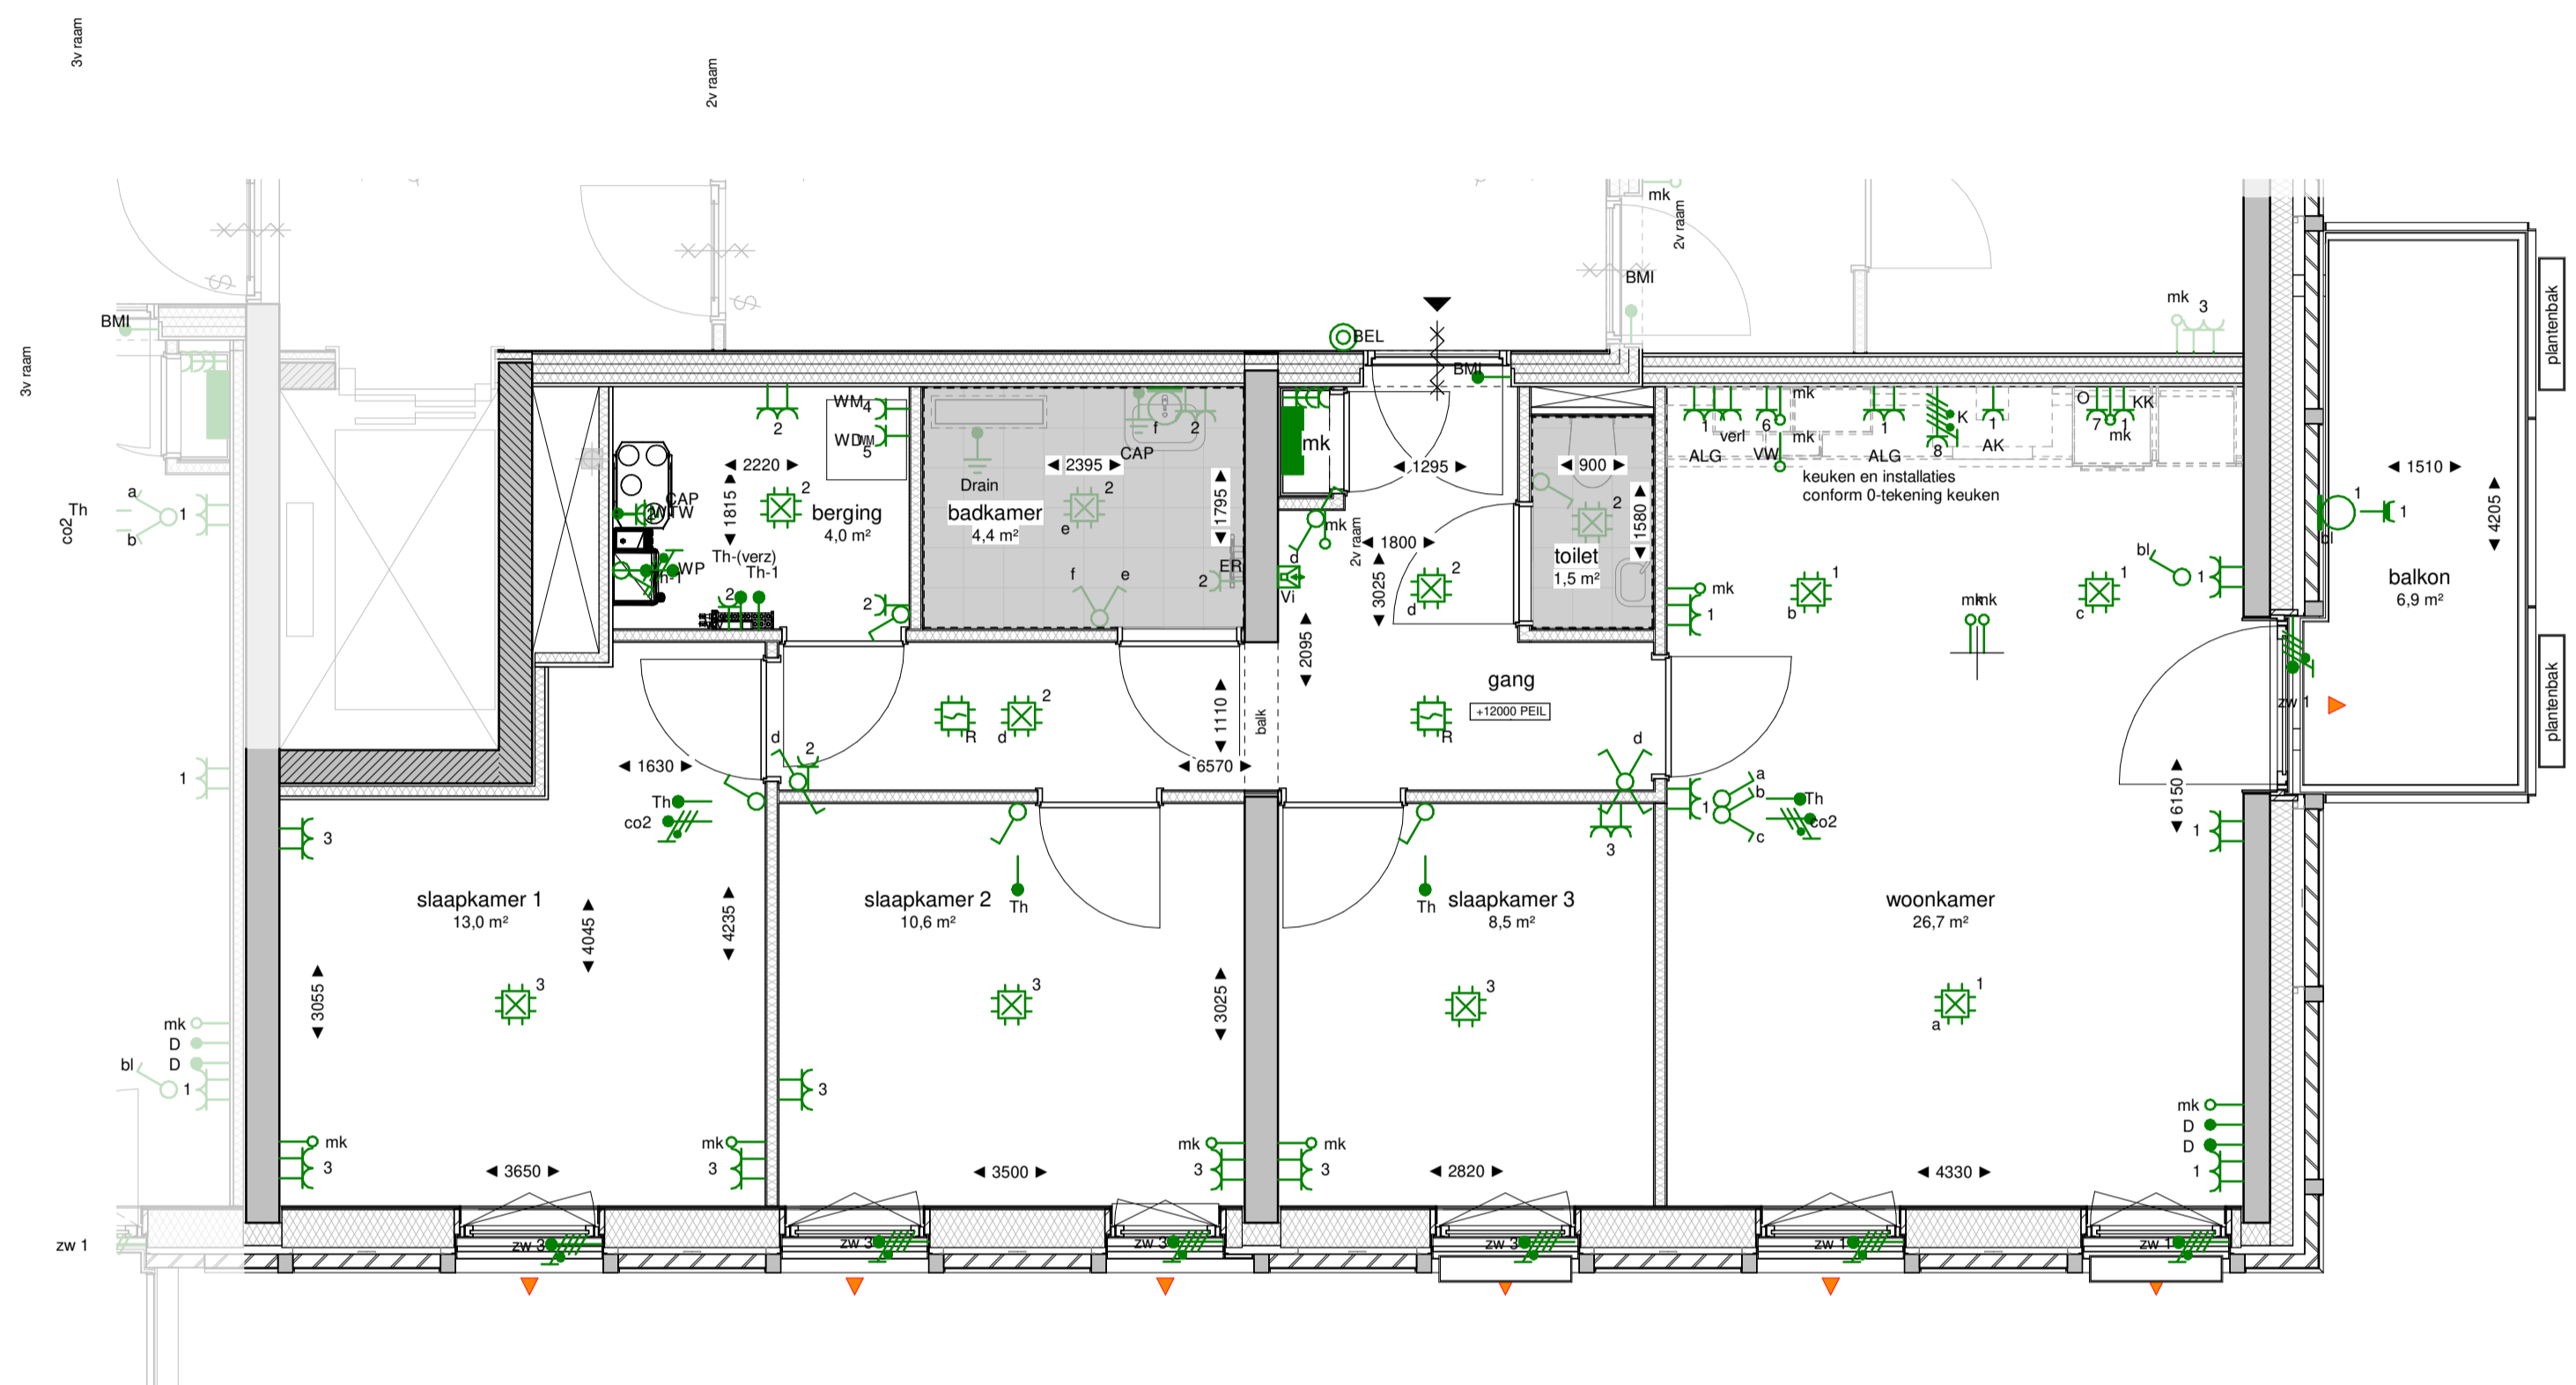 3v raam
2v raam
3v raam
2v raam
mk
BMI
mk
3
BMI
BEL
BMI
plantenbak
plantenbak
Th
co2
a
b
1
1
mk
D
D
bl
1
zw 1
2
WM
4
WD
WM
5
2220
1815
2
berging
4,0 m²
CAP
WTW
WP
Th-1
Th-(verz)
Th-1
2
2
Drain
2395
CAP
f
2
2
badkamer
4,4 m²
e
1795
f
e
2
ER
mk
1295
mk
d
Vi
2v raam
1800
3025
2
d
900
2
1580
toilet
1,5 m²
1
verl
ALG
6
VW
mk
mk
1
ALG
K
8
1
AK
O
7
1
mk
KK
keuken en installaties
conform 0-tekening keuken
mk
1
1
b
1
c
mk
mk
bl
1
1
bl
1
1510
4205
balkon
6,9 m²
zw 1
gang
+12000 PEIL
2095
1110
balk
R
2
d
R
d
2
6570
d
1630
Th
co2
3
a
b
c
1
Th
co2
3
6150
1
slaapkamer 1
13,0 m²
4045
4235
3055
3
slaapkamer 2
10,6 m²
Th
3025
3
3
slaapkamer 3
8,5 m²
Th
3
woonkamer
26,7 m²
1
a
mk
3
mk
3
mk
3
mk
3
mk
D
D
1
3650
3500
2820
4330
zw 3
zw 3
zw 3
zw 3
zw 1
zw 1